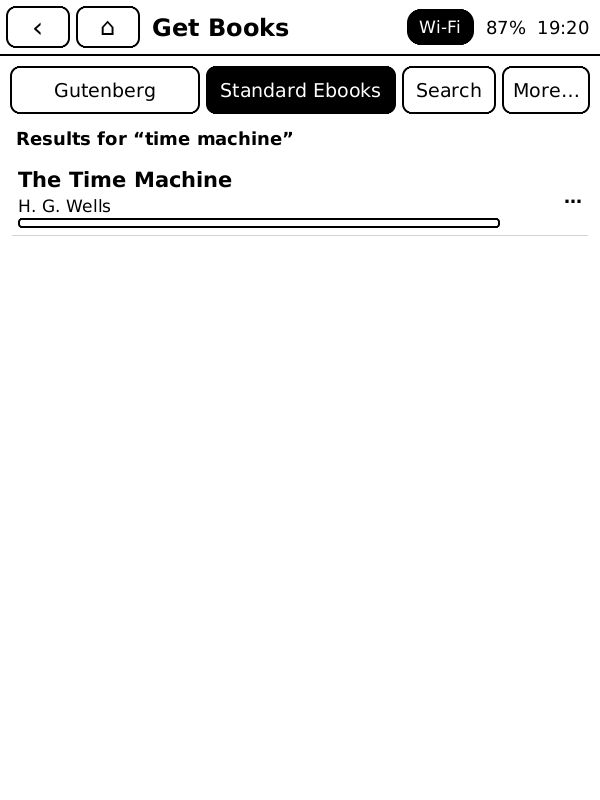 ‹ ⌂ Get Books Wi-Fi 87% 19:20
Gutenberg Standard Ebooks Search More...
Results for “time machine”
The Time Machine
H. G. Wells
...